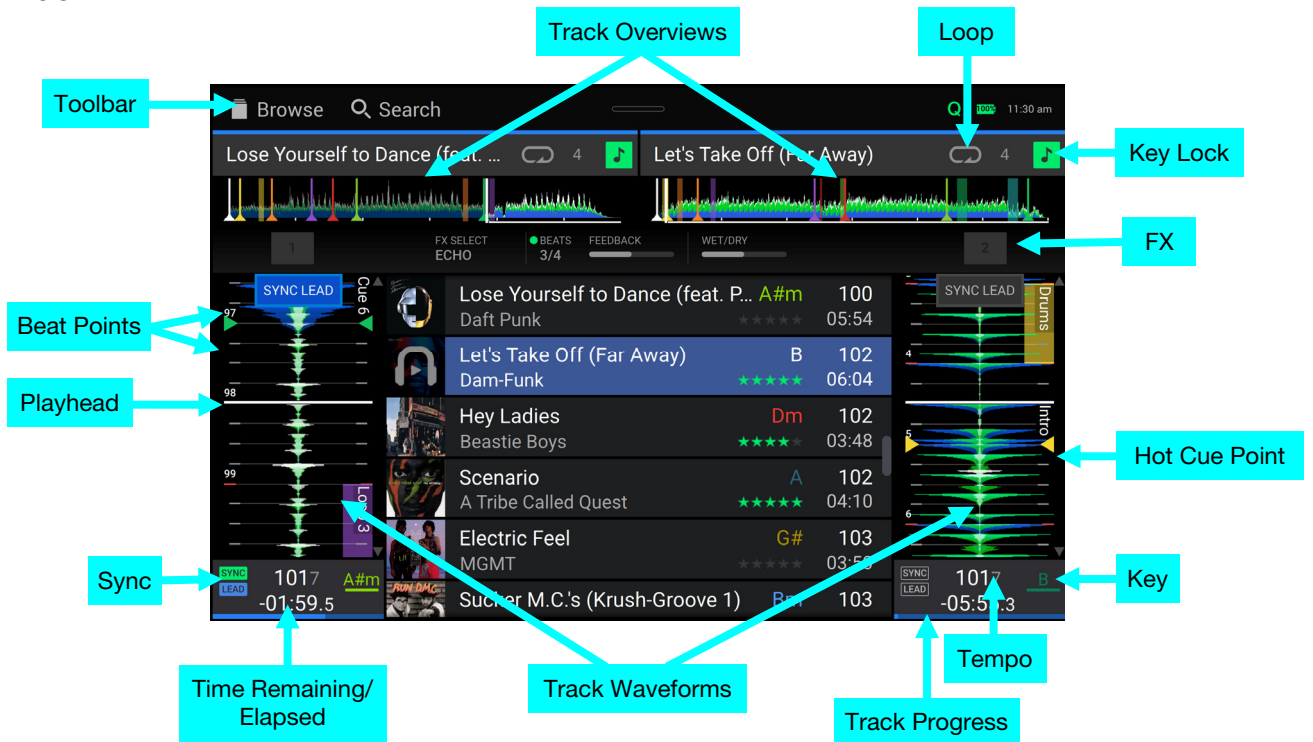 Track Overviews
Loop
Toolbar
Browse
Search
Q
100%
11:30 am
Lose Yourself to Dance (feat. ...
4
Let's Take Off (Far Away)
4
Key Lock
1
FX SELECT
ECHO
BEATS
3/4
FEEDBACK
WET/DRY
2
FX
SYNC LEAD
Cue 6
97
Beat Points
98
Playhead
99
Loop 3
Lose Yourself to Dance (feat. P... A#m 100
Daft Punk 05:54
Let's Take Off (Far Away) B 102
Dam-Funk 06:04
Hey Ladies Dm 102
Beastie Boys 03:48
Scenario A 102
A Tribe Called Quest 04:10
Electric Feel G# 103
MGMT
RUN DMC
Sucker M.C.'s (Krush-Groove 1) Bm 103
SYNC LEAD
Drums
4
Intro
5
Hot Cue Point
6
Sync
SYNC
LEAD
1017
A#m
-01:59.5
SYNC
LEAD
1017
B
Key
Tempo
Time Remaining/
Elapsed
Track Waveforms
Track Progress